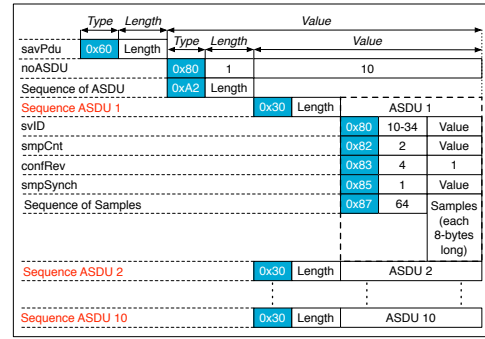 Type Length Value
savPdu 0x60 Length Type Length Value
noASDU 0x80 1 10
Sequence of ASDU 0xA2 Length
Sequence ASDU 1 0x30 Length ASDU 1
svID 0x80 10-34 Value
smpCnt 0x82 2 Value
confRev 0x83 4 1
smpSynch 0x85 1 Value
Sequence of Samples 0x87 64 Samples
(each
8-bytes
long)
Sequence ASDU 2 0x30 Length ASDU 2
Sequence ASDU 10 0x30 Length ASDU 10